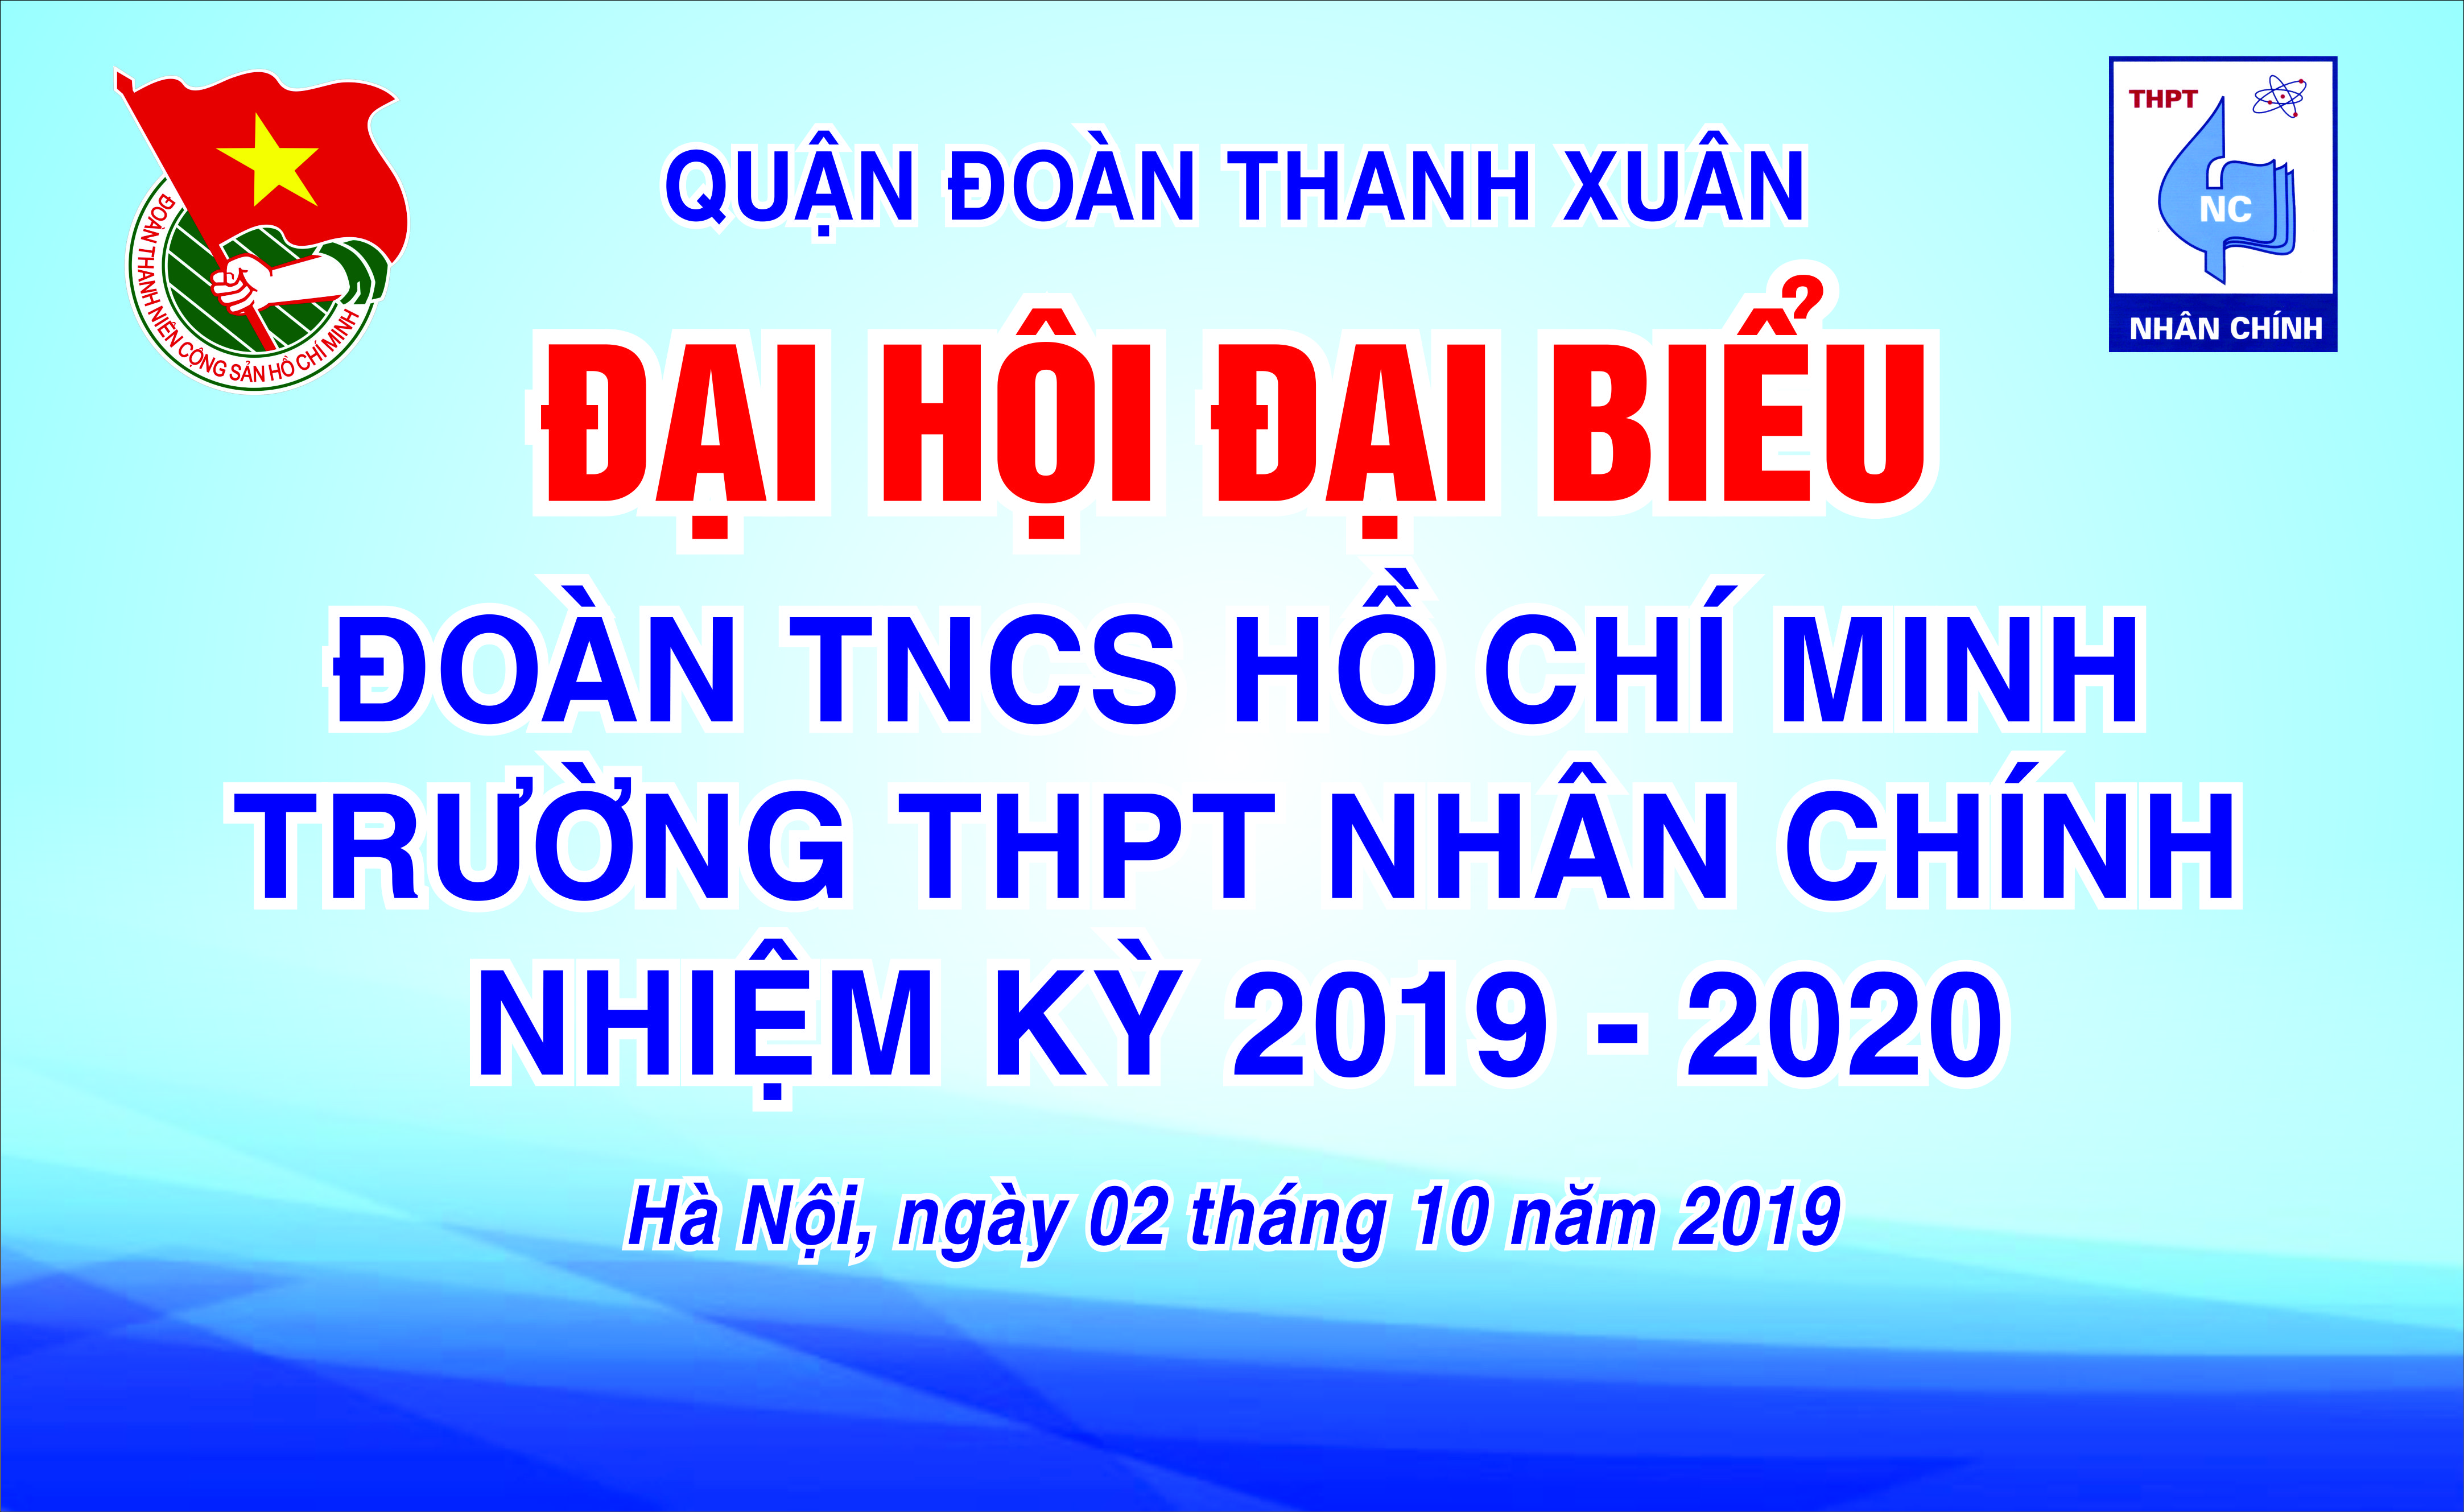 ĐOÀN THANH NIÊN CỘNG SẢN HỒ CHÍ MINH
THPT
NC
NHÂN CHÍNH
QUẬN ĐOÀN THANH XUÂN
ĐẠI HỘI ĐẠI BIỂU
ĐOÀN TNCS HỒ CHÍ MINH
TRƯỜNG THPT NHÂN CHÍNH
NHIỆM KỲ 2019 - 2020
Hà Nội, ngày 02 tháng 10 năm 2019